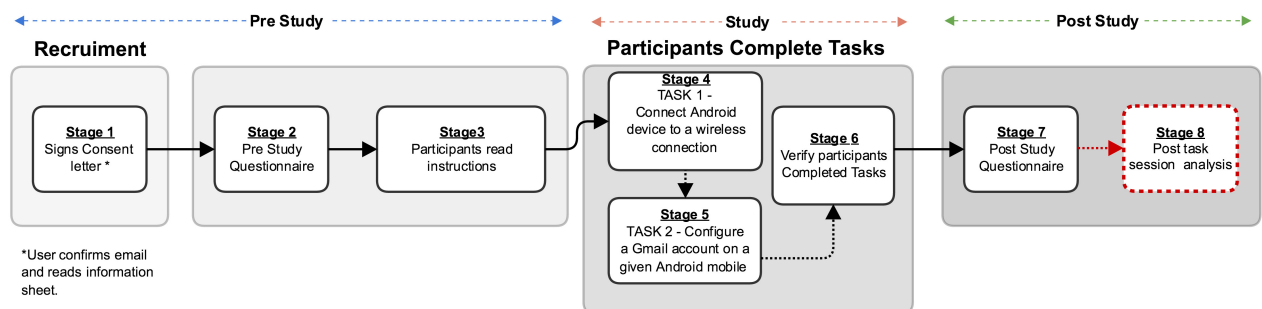 Pre Study
Study
Post Study
Recruiment
Participants Complete Tasks
Stage 1
Signs Consent
letter *
Stage 2
Pre Study
Questionnaire
Stage3
Participants read
instructions
Stage 4
TASK 1 -
Connect Android
device to a wireless
connection
Stage 5
TASK 2 - Configure
a Gmail account on a
given Android mobile
Stage 6
Verify participants
Completed Tasks
Stage 7
Post Study
Questionnaire
Stage 8
Post task
session analysis
*User confirms email
and reads information
sheet.